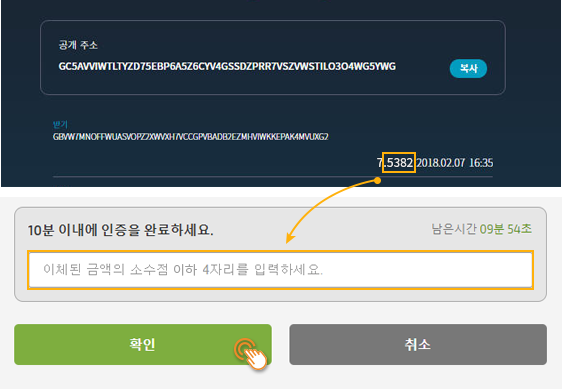 공개 주소
GC5AVVIWTLTYZD75EBP6A5Z6CYV4GSSDZPRR7VSZVWSTILO3O4WG5YWG
복사
받기
GBVW7MNOFFWUASVOPZ2XWVXH7VCCGPVBADB2EZMHVIWKKEPAK4MVUXG2
7.5382 2018.02.07 16:35
10분 이내에 인증을 완료하세요. 남은시간 09분 54초
이체된 금액의 소수점 이하 4자리를 입력하세요.
확인 취소